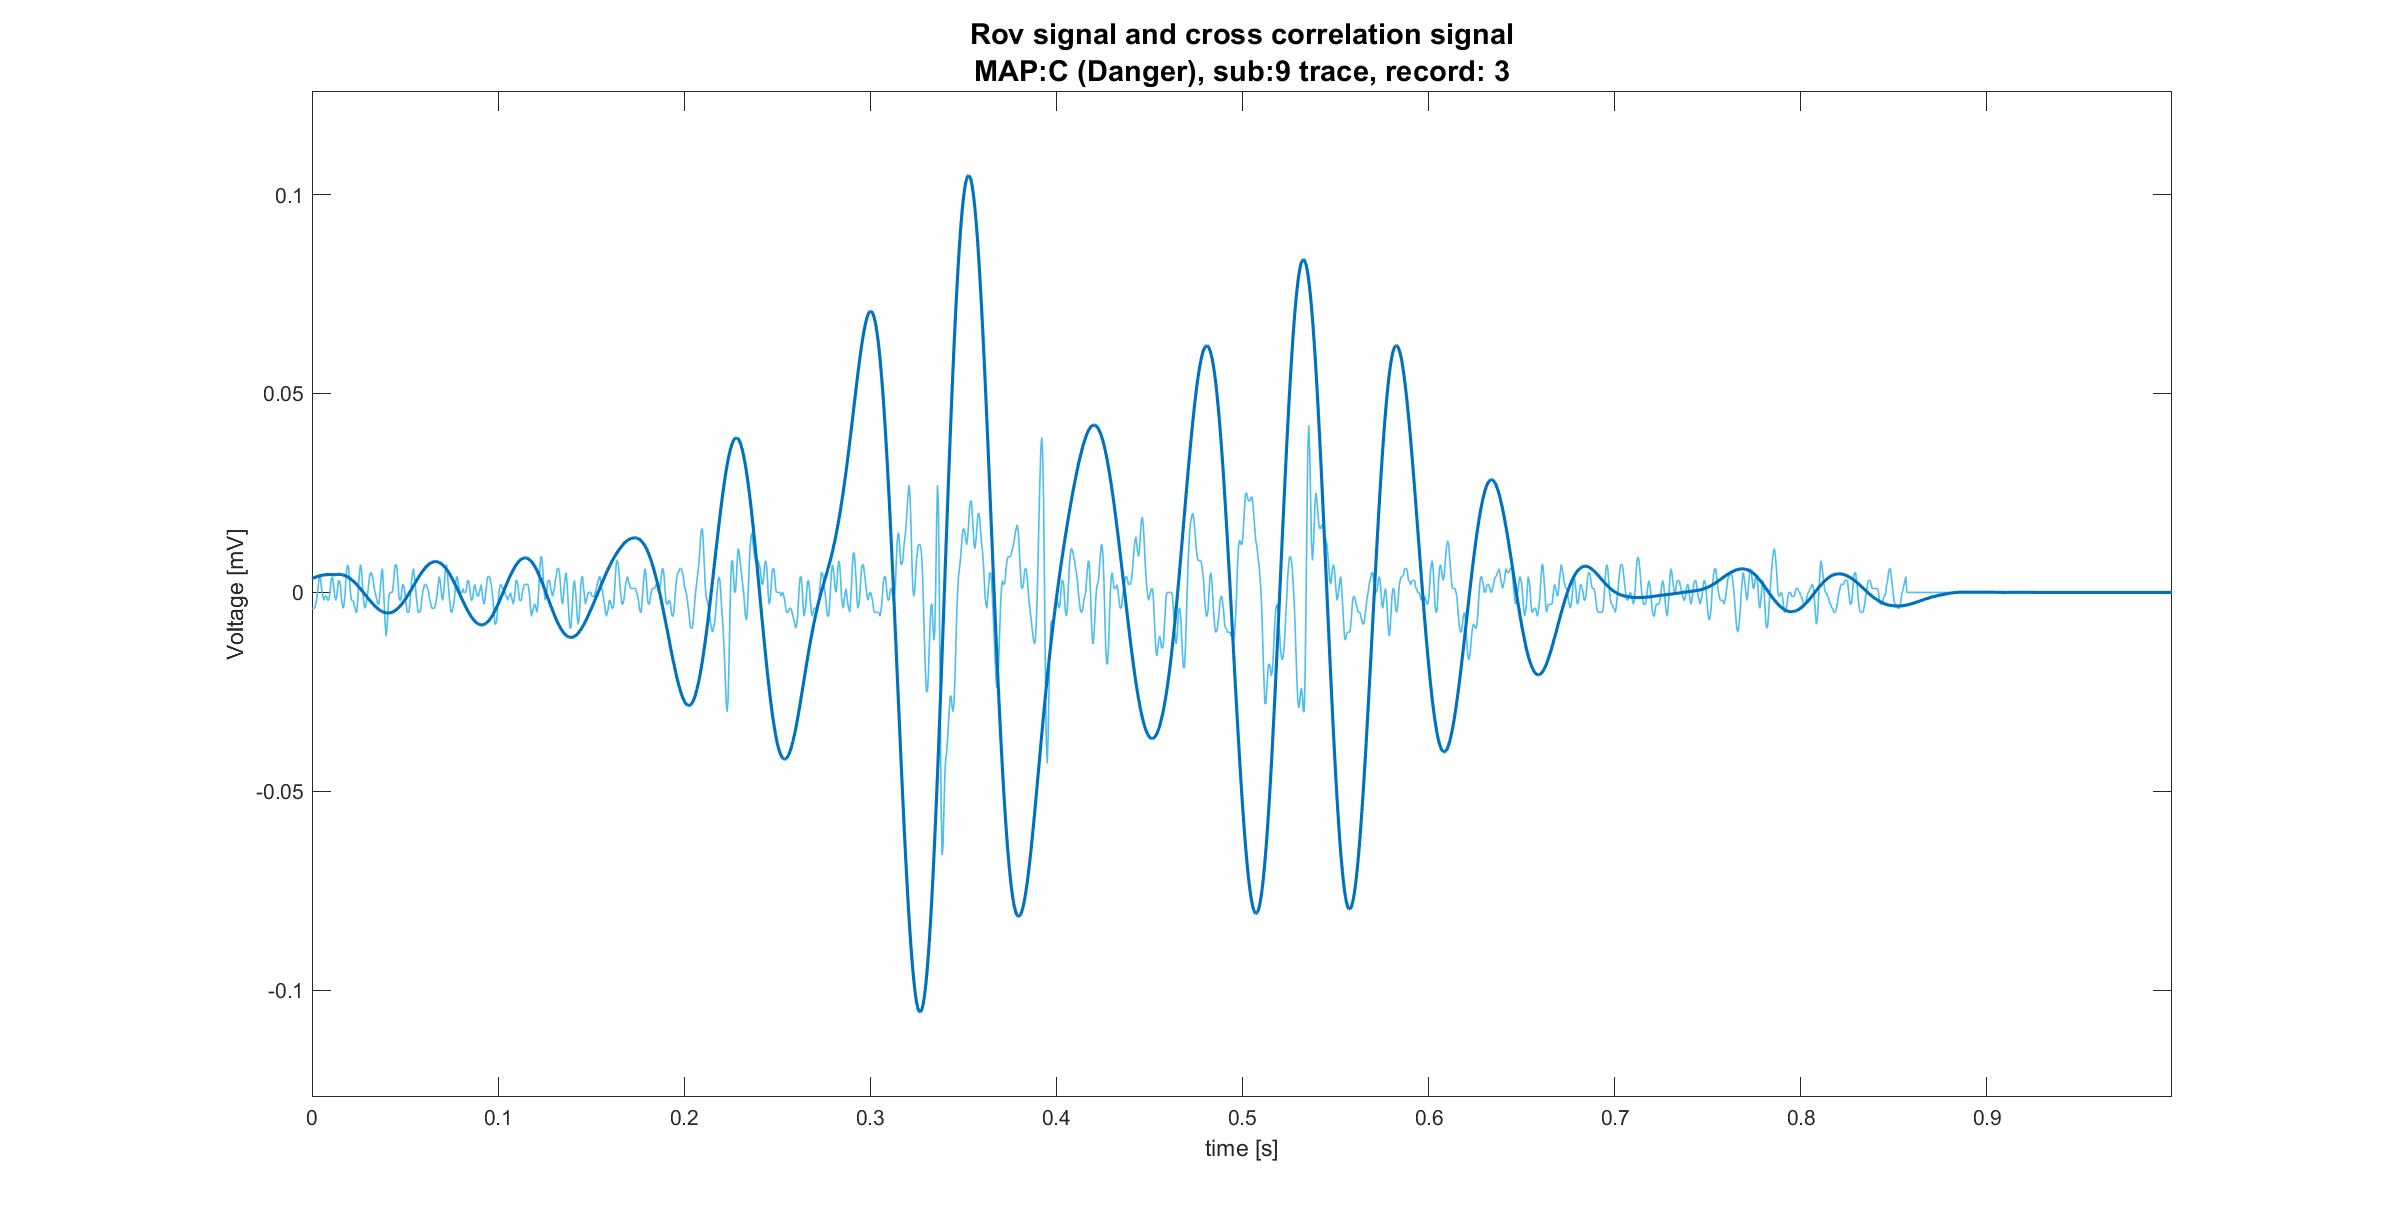 Rov signal and cross correlation signal
MAP:C (Danger), sub:9 trace, record: 3
0.1
0.05
0
-0.05
-0.1
Voltage [mV]
0 0.1 0.2 0.3 0.4 0.5 0.6 0.7 0.8 0.9
time [s]